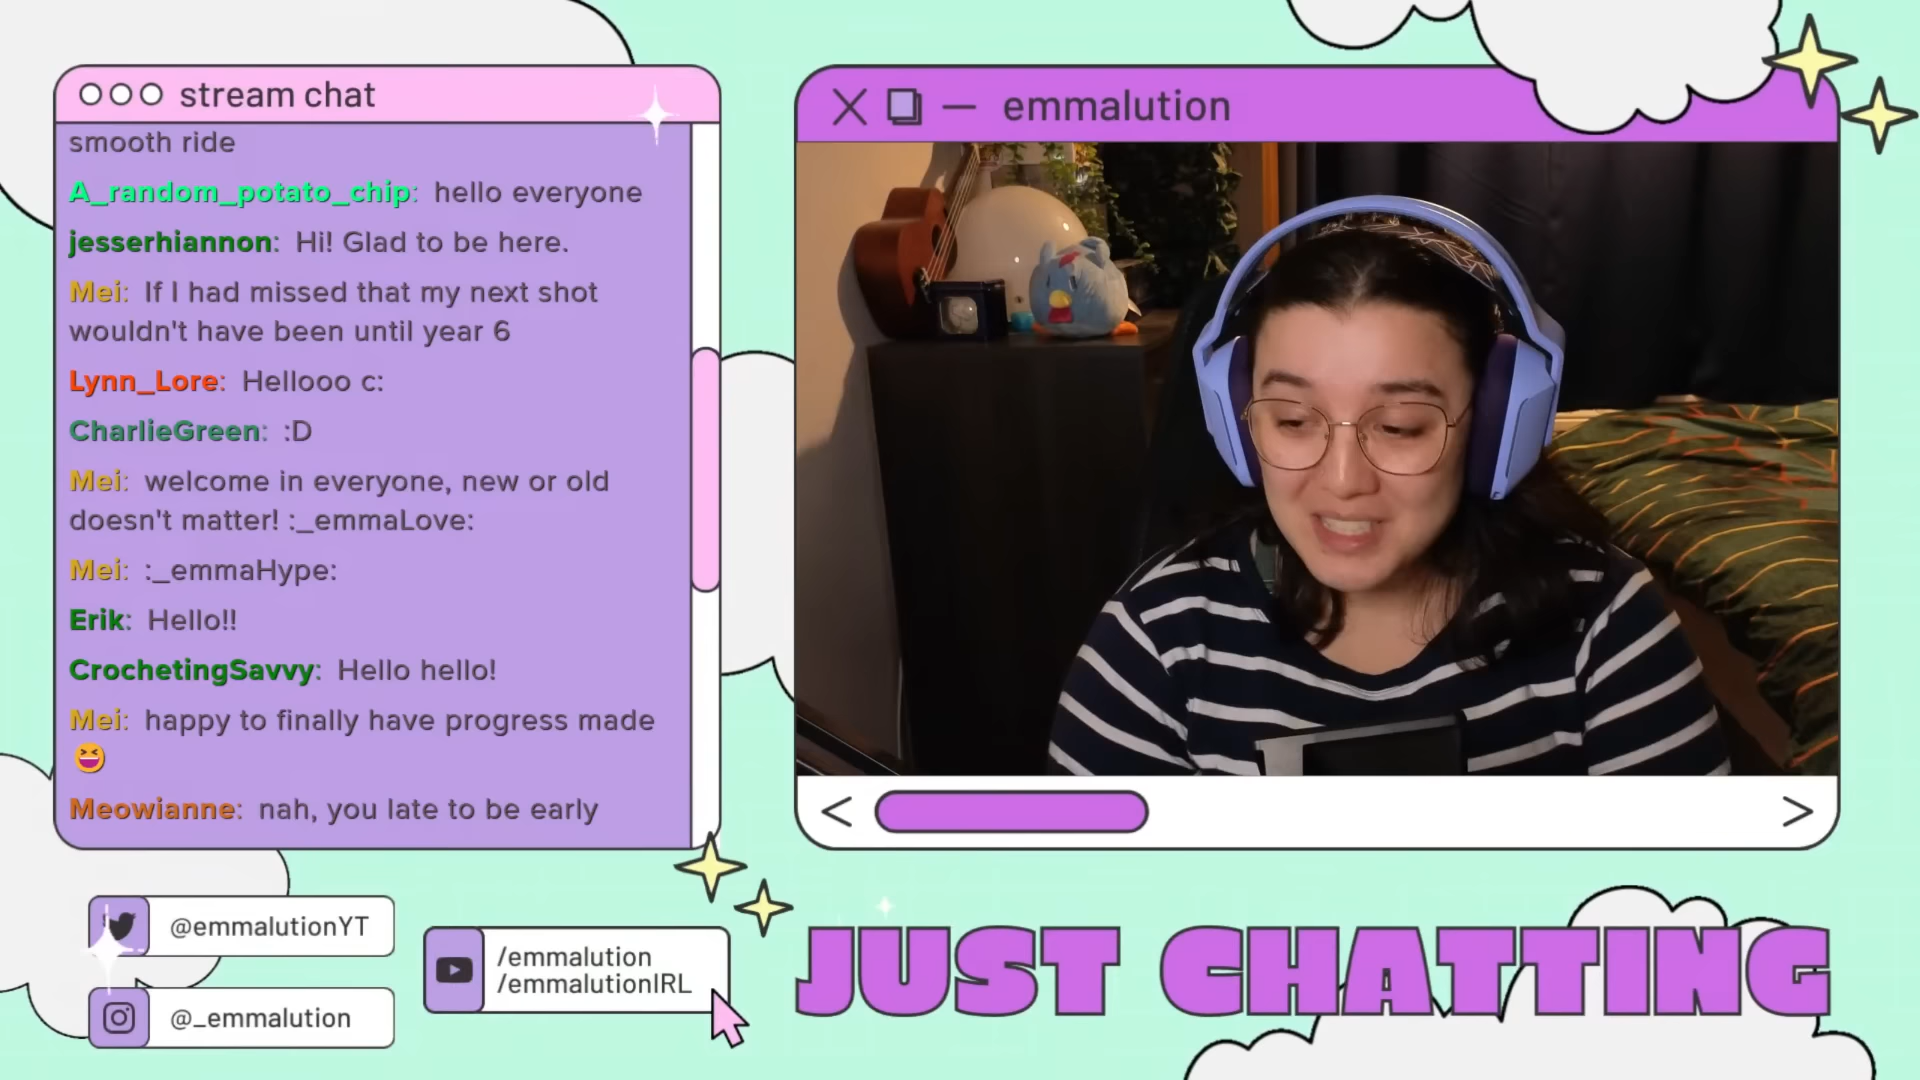 stream chat
smooth ride
A_random_potato_chip: hello everyone
jesserhiannon: Hi! Glad to be here.
Mei: If I had missed that my next shot
wouldn't have been until year 6
Lynn_Lore: Hellooo c:
CharlieGreen: :D
Mei: welcome in everyone, new or old
doesn't matter! :_emmaLove:
Mei: :_emmaHype:
Erik: Hello!!
CrochetingSavvy: Hello hello!
Mei: happy to finally have progress made
😆
Meowianne: nah, you late to be early
emmalution
@emmalutionYT
@_emmalution
/emmalution
/emmalutionIRL
JUST CHATTING